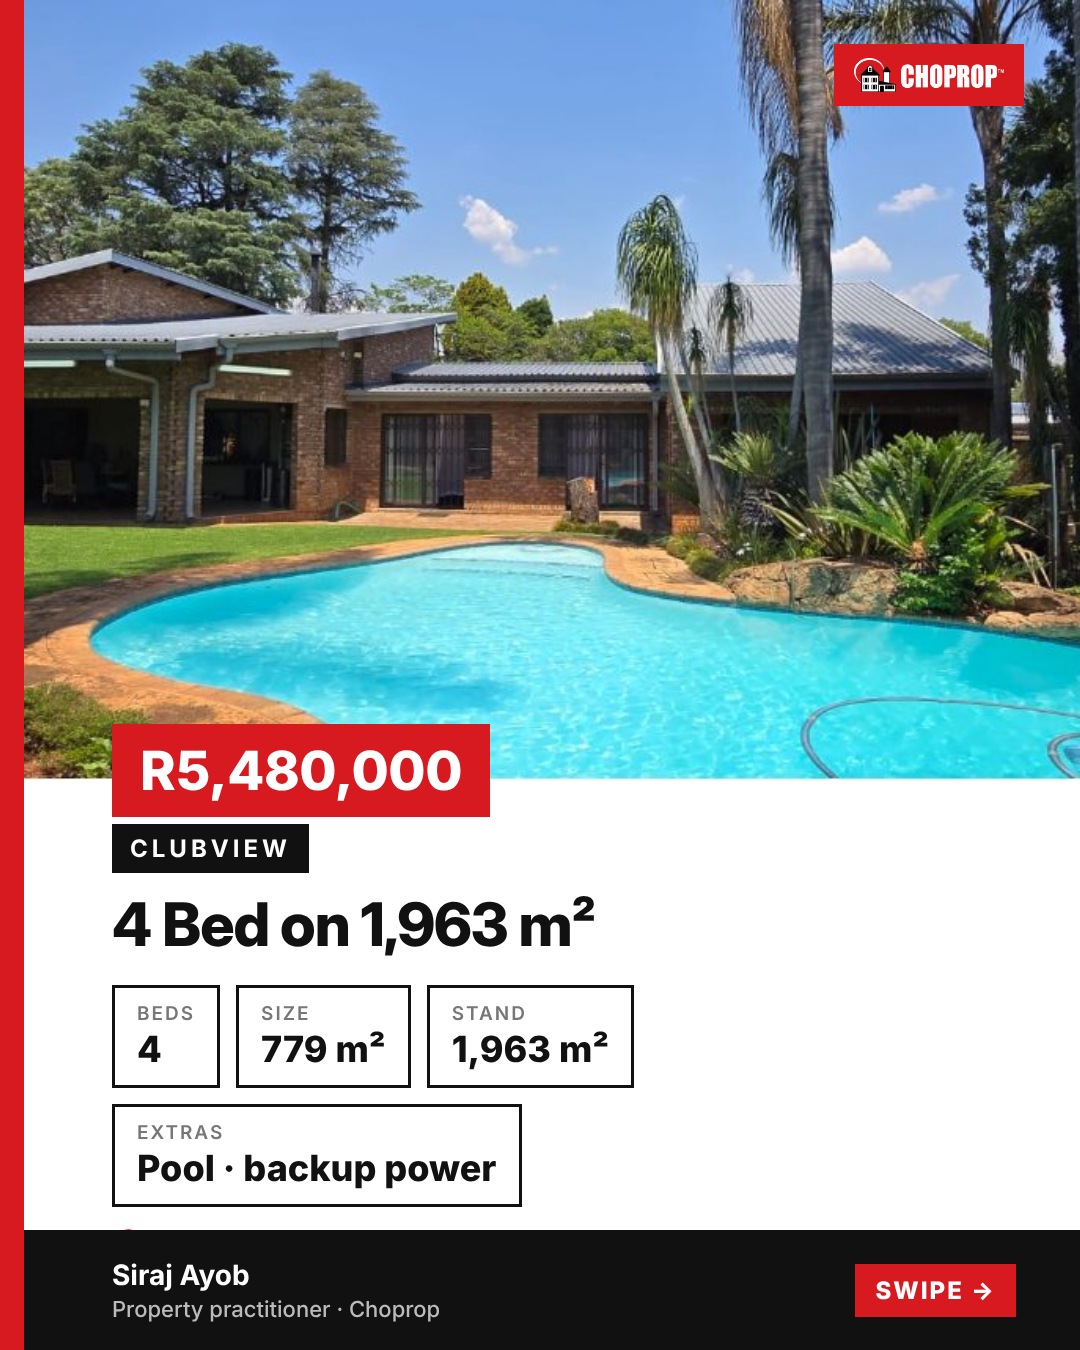 CHOPROP™
R5,480,000
CLUBVIEW
4 Bed on 1,963 m²
BEDS
4
SIZE
779 m²
STAND
1,963 m²
EXTRAS
Pool · backup power
Siraj Ayob
Property practitioner · Choprop
SWIPE →